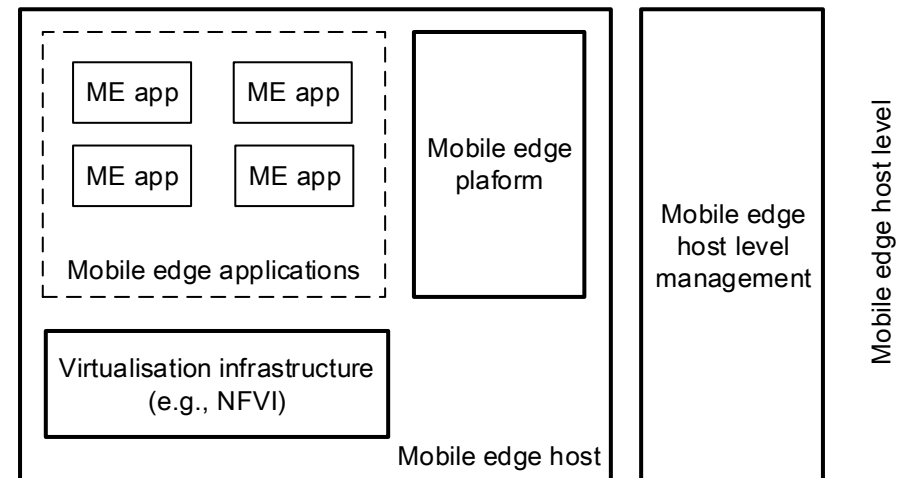 ME app
ME app
ME app
ME app
Mobile edge applications
Mobile edge
plaform
Virtualisation infrastructure
(e.g., NFVI)
Mobile edge host
Mobile edge
host level
management
Mobile edge host level